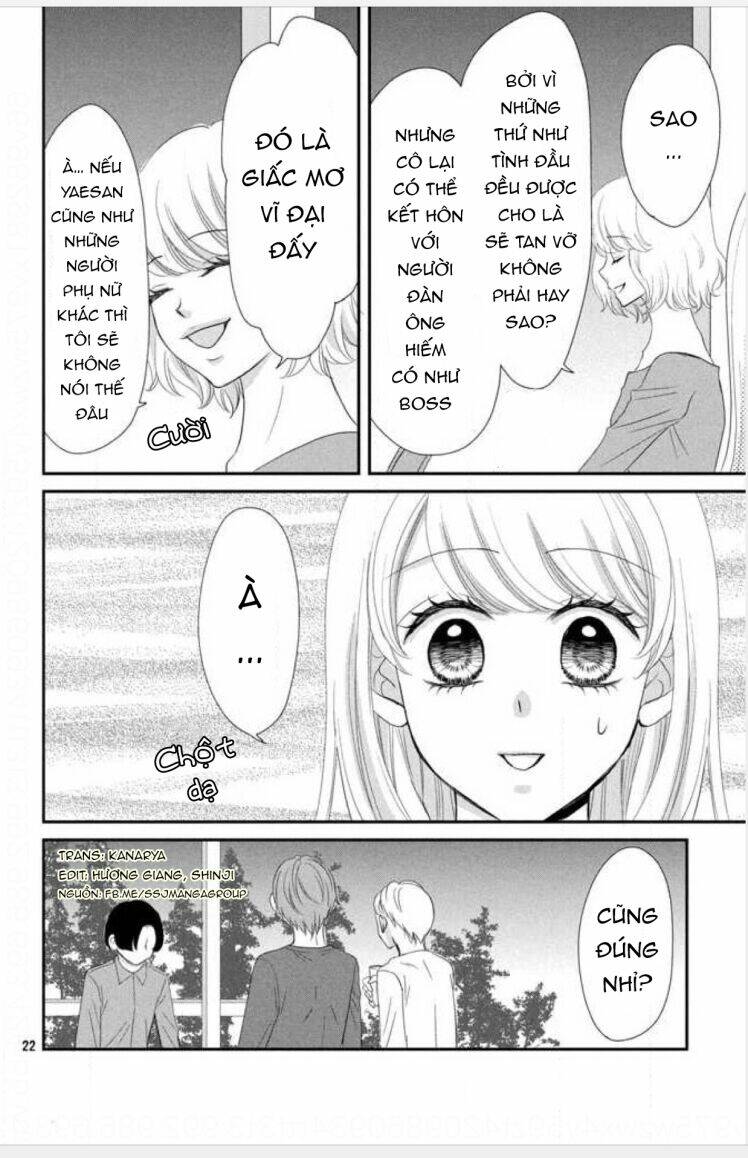 SAO
...
BỞI VÌ
NHỮNG
THỨ NHƯ
TÌNH ĐẦU
ĐỀU ĐƯỢC
CHO LÀ
SẼ TAN VỠ
KHÔNG
PHẢI HAY
SAO?
NHƯNG
CÔ LẠI
CÓ THỂ
KẾT HÔN
VỚI
NGƯỜI
ĐÀN
ÔNG
HIẾM
CÓ NHƯ
BOSS
ĐÓ LÀ
GIẤC MƠ
VĨ ĐẠI
ĐẤY
À... NẾU
YAESAN
CŨNG NHƯ
NHỮNG
NGƯỜI
PHỤ NỮ
KHÁC THÌ
TÔI SẼ
KHÔNG
NÓI THẾ
ĐÂU
CƯỜI
À
...
CHỘT
DẠ
TRANS: KANARYA
EDIT: HƯƠNG GIANG, SHINJI
NGUỒN: FB.ME/SSJMANGAGROUP
CŨNG
ĐÚNG
NHỈ?
22